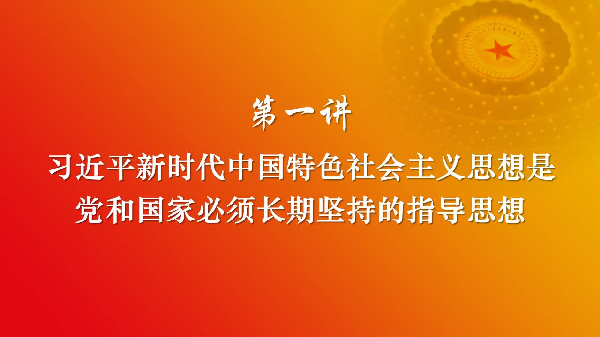 第一讲
习近平新时代中国特色社会主义思想是
党和国家必须长期坚持的指导思想